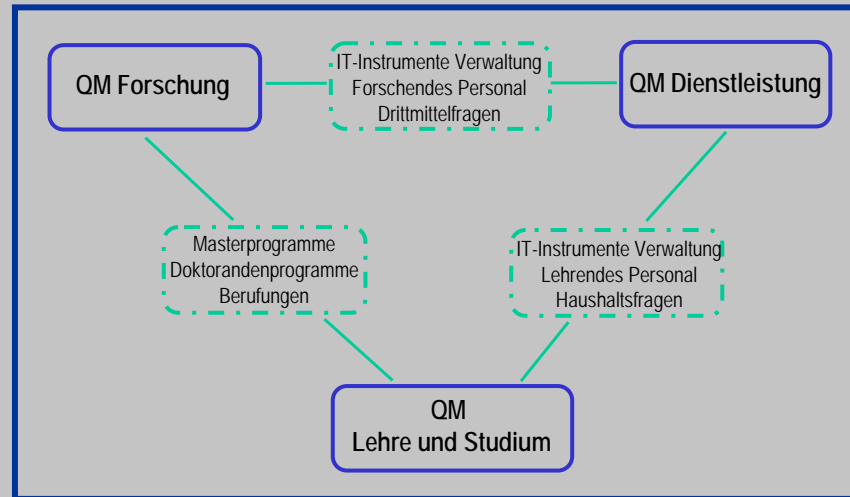 QM Forschung
IT-Instrumente Verwaltung
Forschendes Personal
Drittmittelfragen
QM Dienstleistung
Masterprogramme
Doktorandenprogramme
Berufungen
IT-Instrumente Verwaltung
Lehrendes Personal
Haushaltsfragen
QM
Lehre und Studium